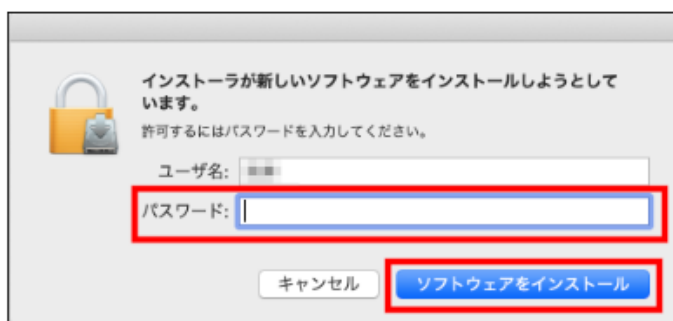 インストーラが新しいソフトウェアをインストールしようとして
います。
許可するにはパスワードを入力してください。
ユーザ名:
パスワード:
キャンセル ソフトウェアをインストール